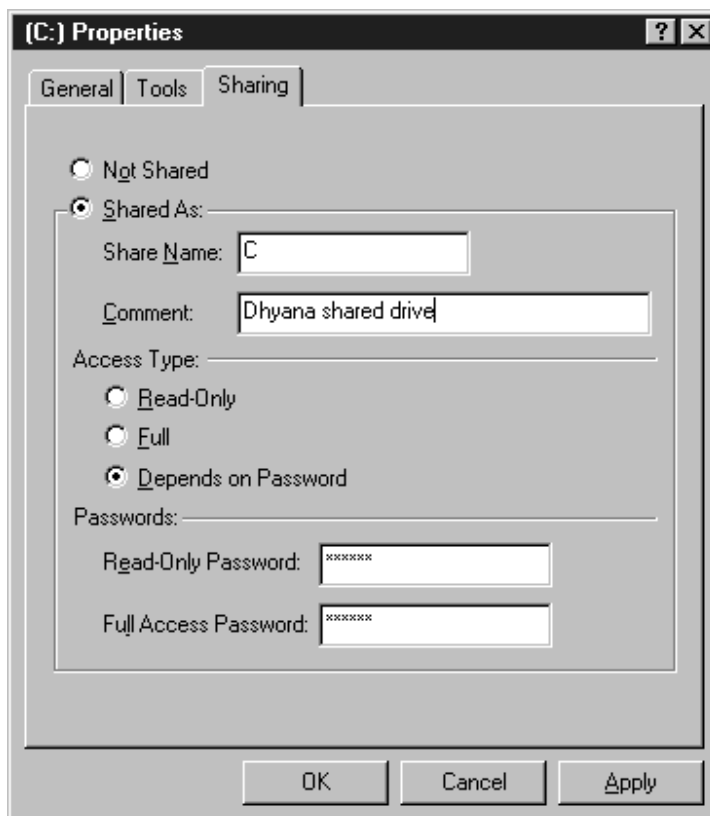 (C:) Properties
General Tools Sharing
Not Shared
Shared As:
Share Name: C
Comment: Dhyana shared drive
Access Type:
Read-Only
Full
Depends on Password
Passwords:
Read-Only Password: ******
Full Access Password: ******
OK Cancel Apply